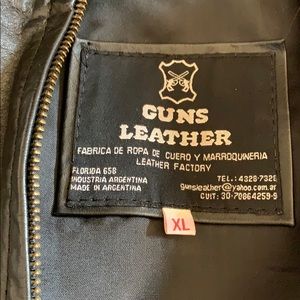 GUNS
LEATHER
FABRICA DE ROPA DE CUERO Y MARROQUINERIA
LEATHER FACTORY
FLORIDA 658
INDUSTRIA ARGENTINA
MADE IN ARGENTINA
TEL.: 4328-7326
gunsleather@yahoo.com.ar
CUIT: 30-70864259-9
XL